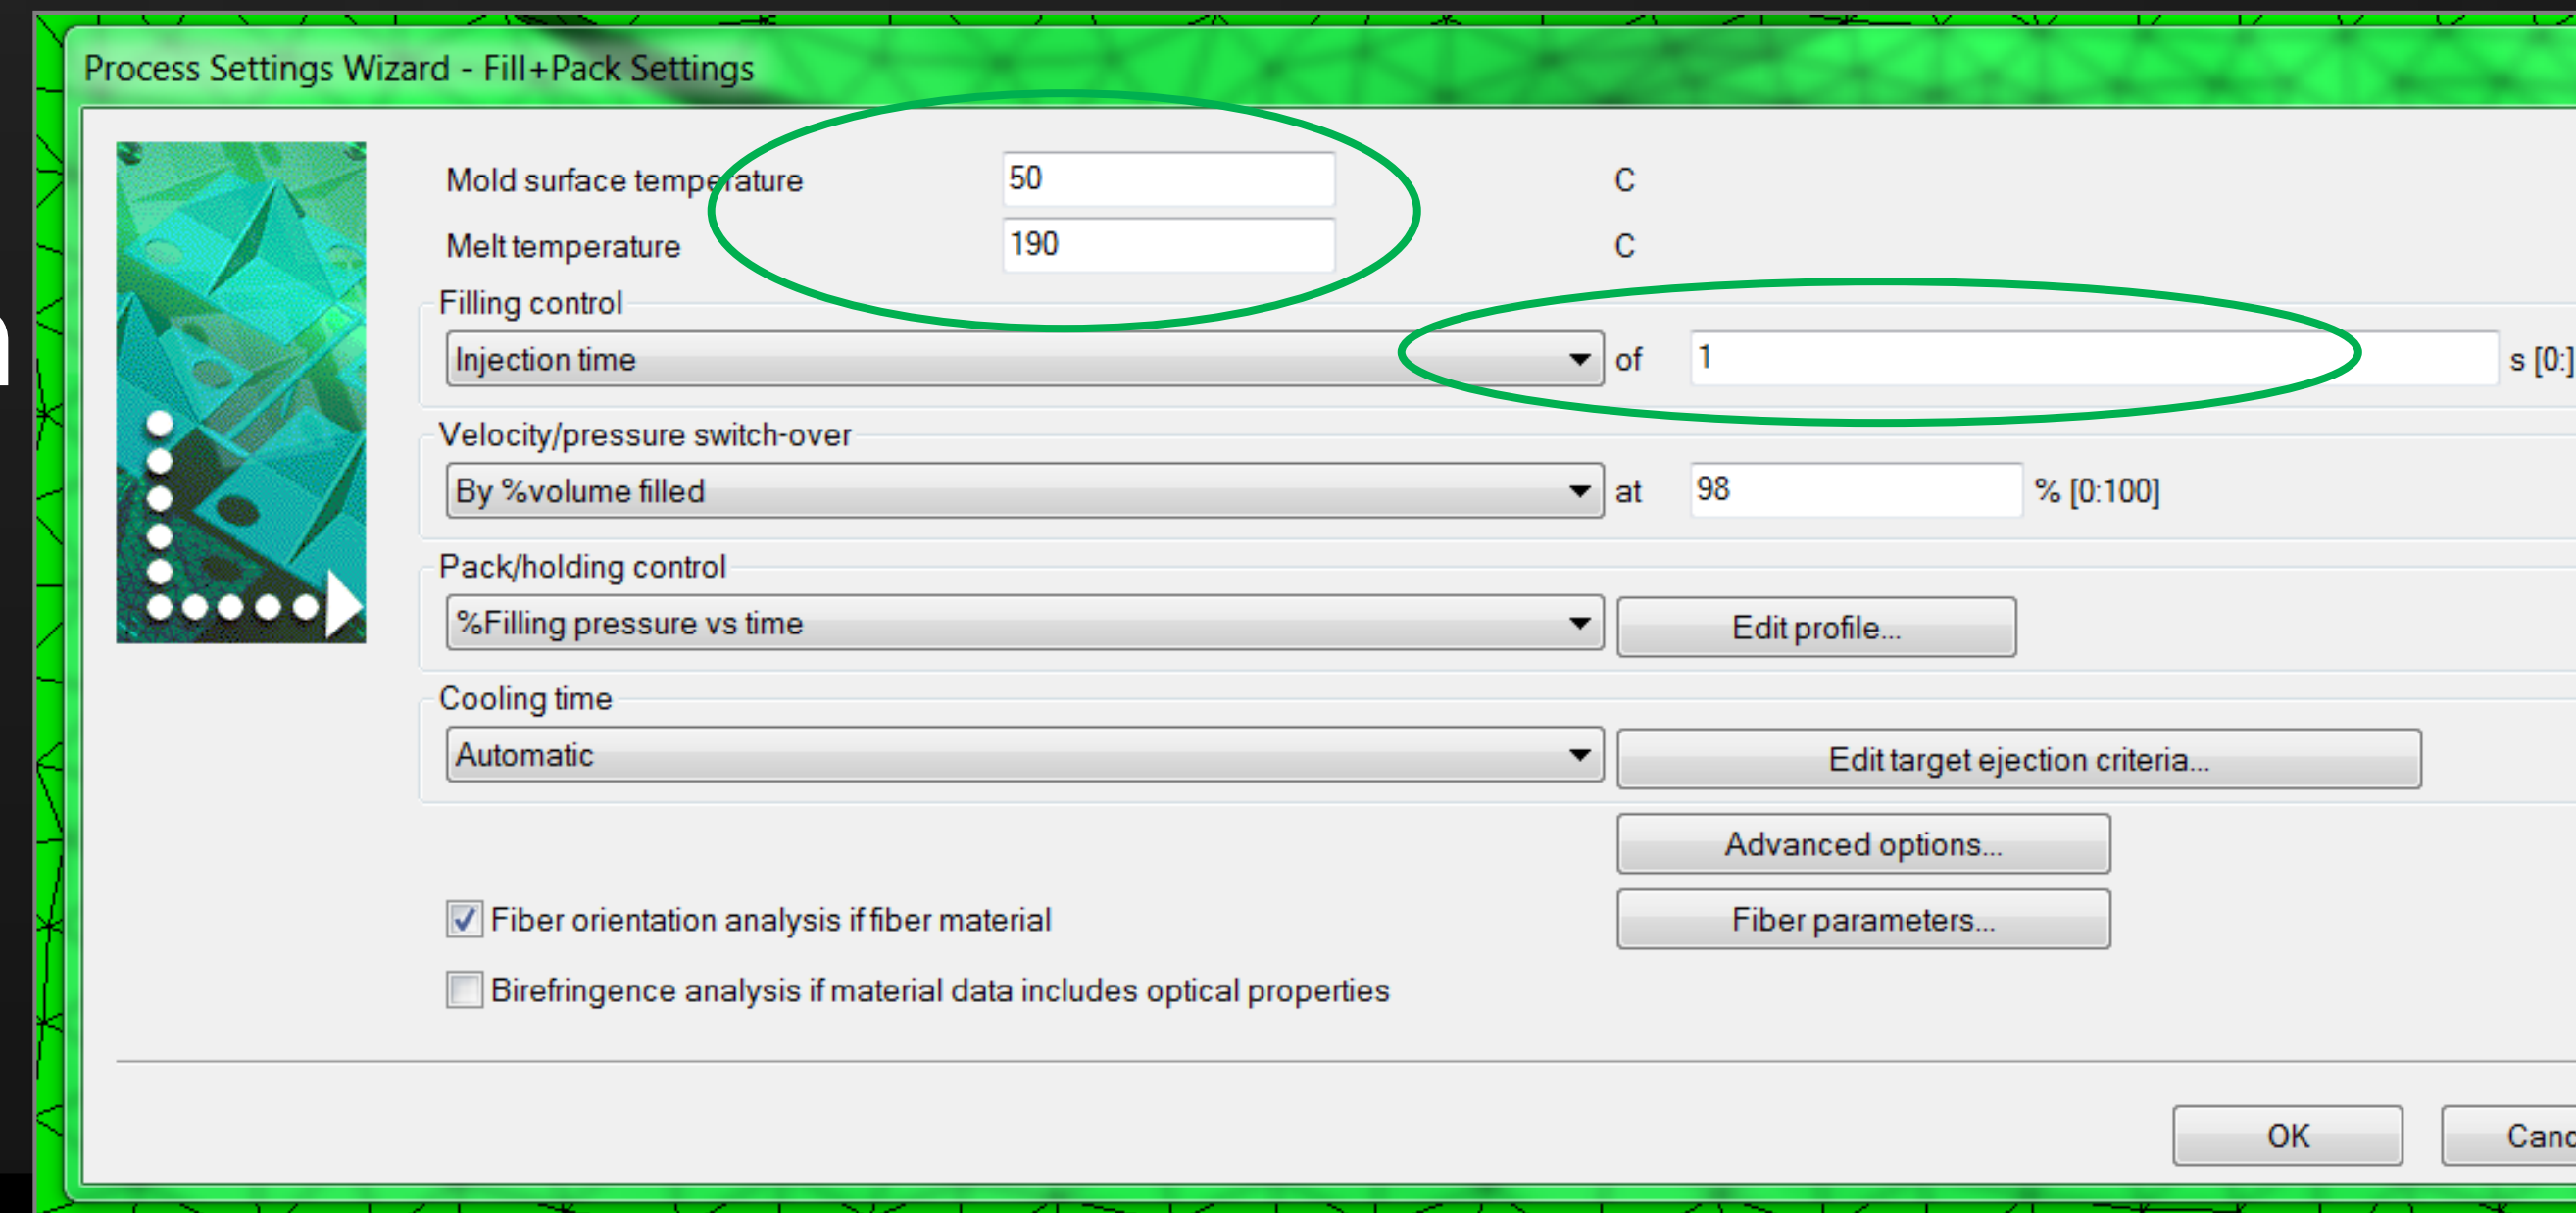 Process Settings Wizard - Fill+Pack Settings
Mold surface temperature 50 C
Melt temperature 190 C
Filling control
Injection time of 1 s [0:]
Velocity/pressure switch-over
By %volume filled at 98 % [0:100]
Pack/holding control
%Filling pressure vs time Edit profile...
Cooling time
Automatic Edit target ejection criteria...
Advanced options...
Fiber orientation analysis if fiber material Fiber parameters...
Birefringence analysis if material data includes optical properties
OK Canc